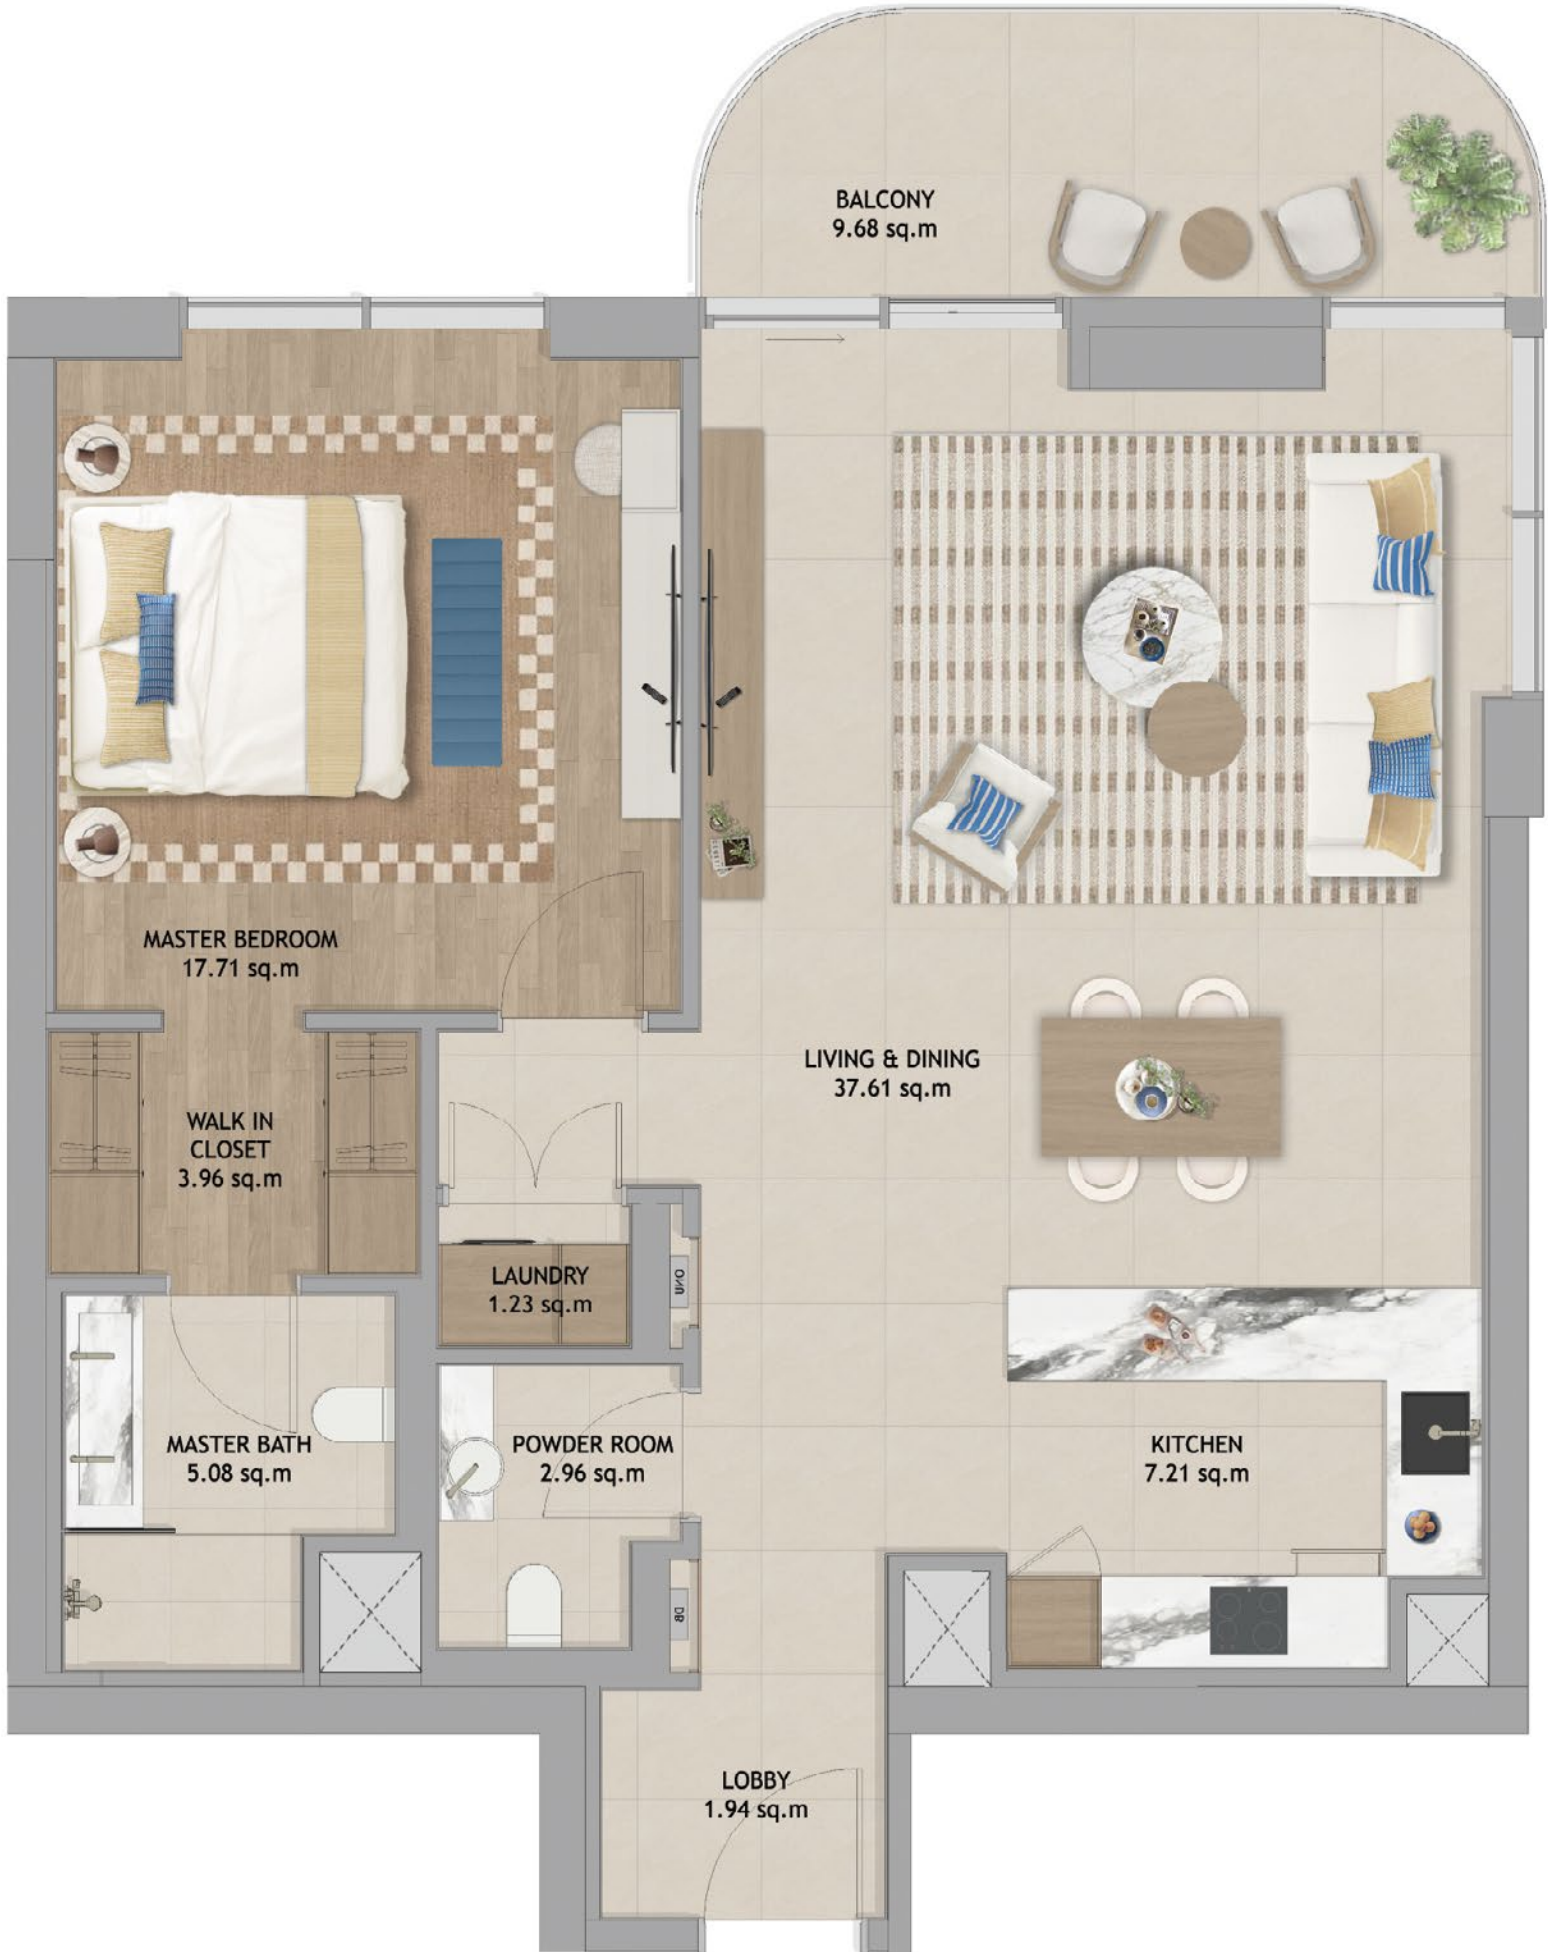 BALCONY
9.68 sq.m
MASTER BEDROOM
17.71 sq.m
LIVING & DINING
37.61 sq.m
WALK IN
CLOSET
3.96 sq.m
LAUNDRY
1.23 sq.m
ONU
MASTER BATH
5.08 sq.m
POWDER ROOM
2.96 sq.m
KITCHEN
7.21 sq.m
DB
LOBBY
1.94 sq.m